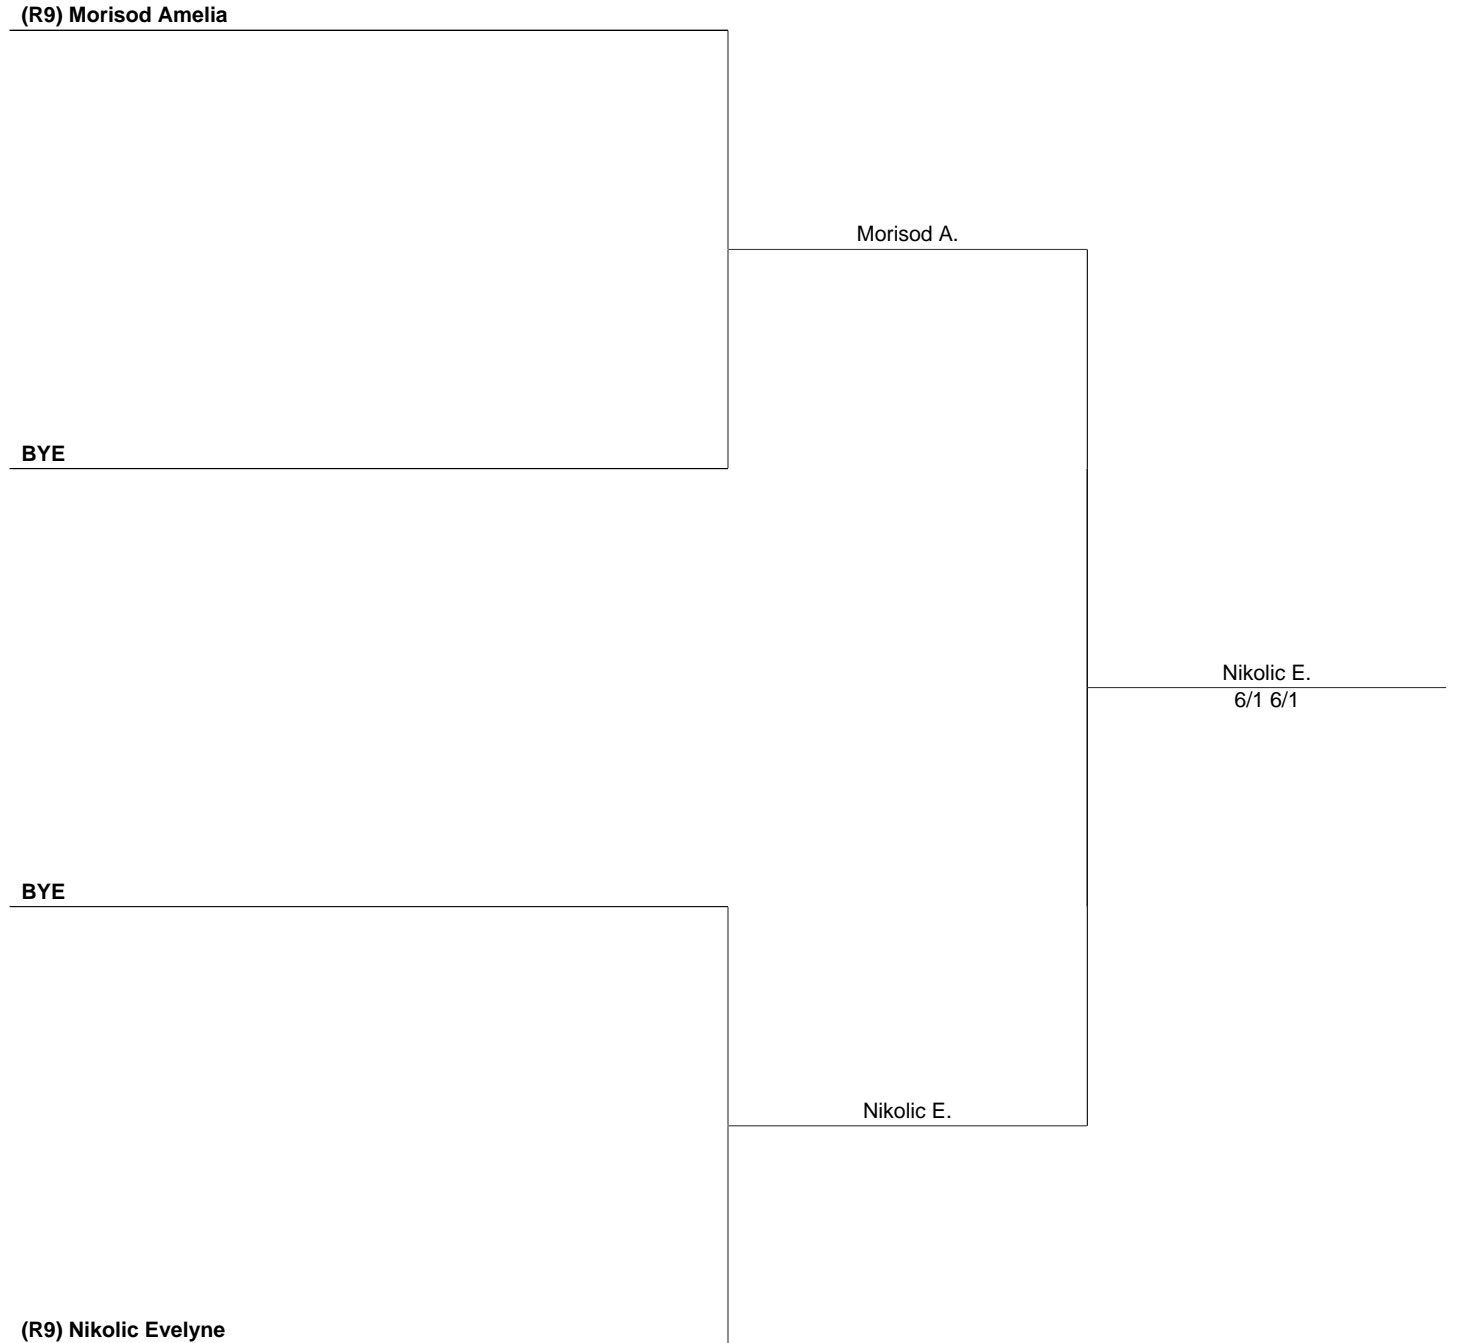 (R9) Morisod Amelia
Morisod A.
BYE
Nikolic E.
6/1 6/1
BYE
Nikolic E.
(R9) Nikolic Evelyne